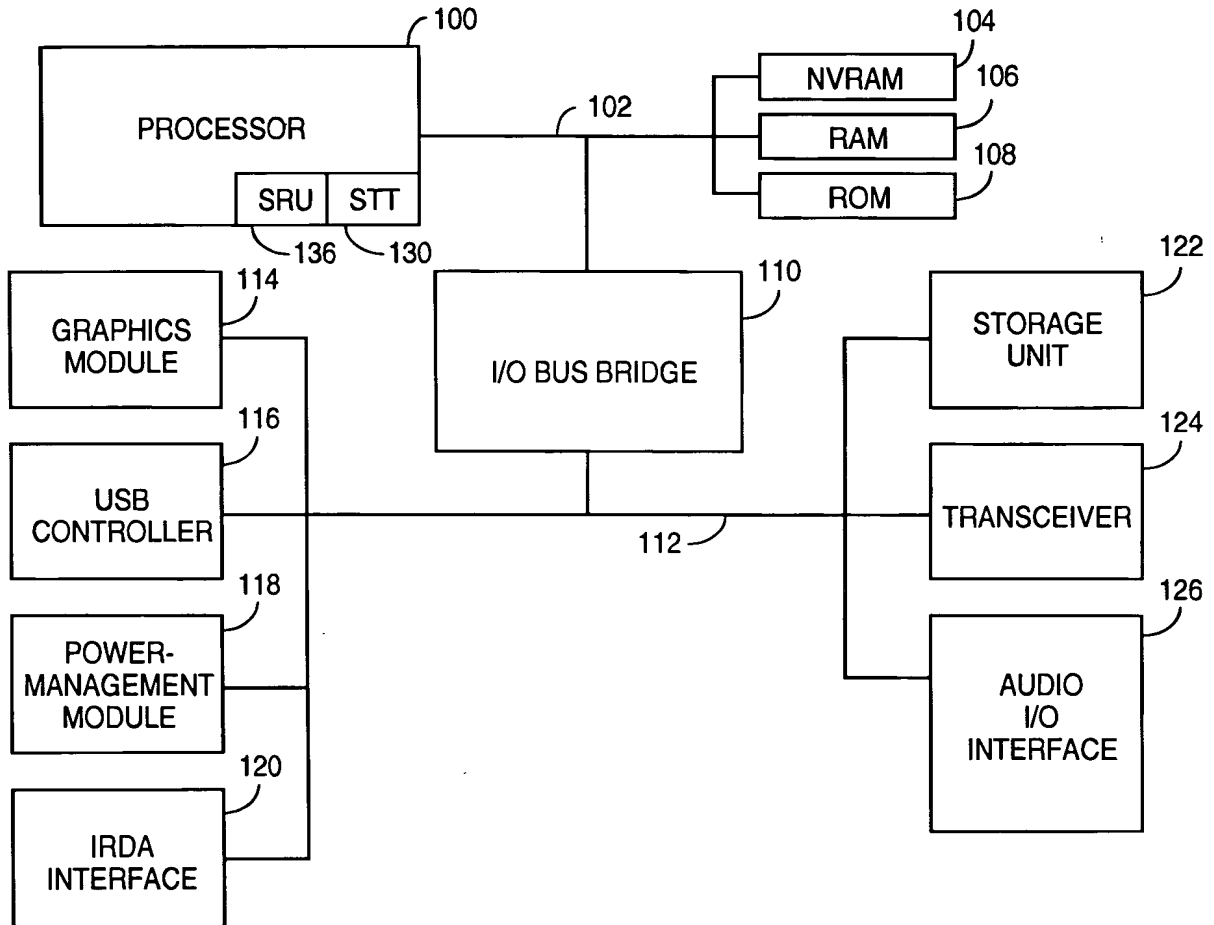 100
PROCESSOR
SRU
STT
136
130
102
104
NVRAM
106
RAM
108
ROM
110
I/O BUS BRIDGE
114
GRAPHICS
MODULE
116
USB
CONTROLLER
118
POWER-
MANAGEMENT
MODULE
120
IRDA
INTERFACE
112
122
STORAGE
UNIT
124
TRANSCEIVER
126
AUDIO
I/O
INTERFACE